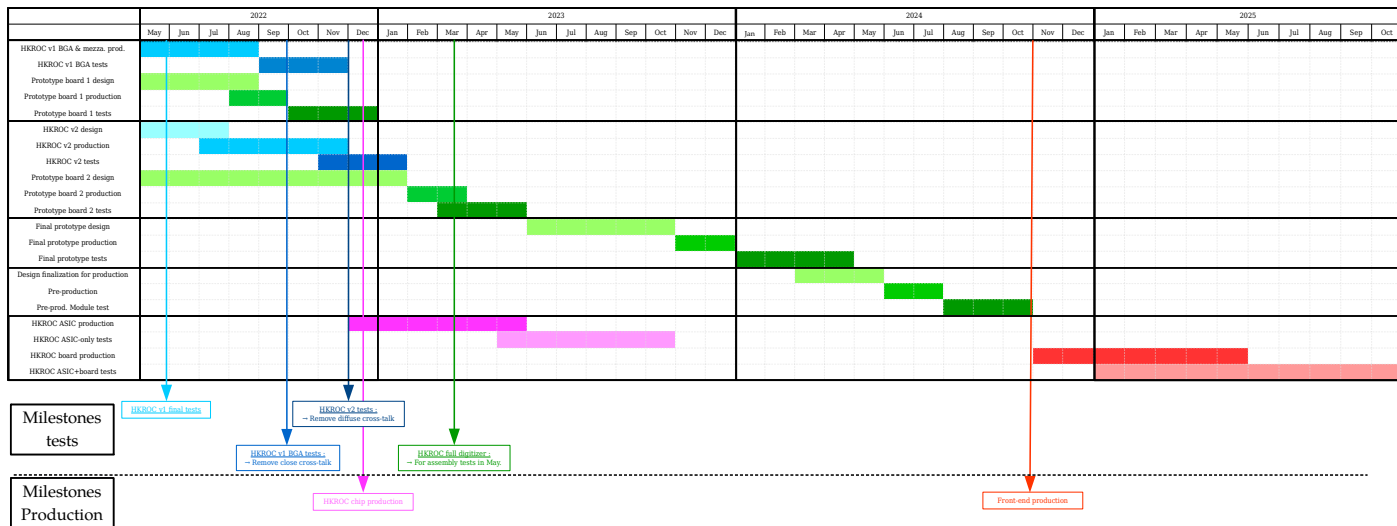 2022 2023 2024 2025
May Jun Jul Aug Sep Oct Nov Dec Jan Feb Mar Apr May Jun Jul Aug Sep Oct Nov Dec Jan Feb Mar Apr May Jun Jul Aug Sep Oct Nov Dec Jan Feb Mar Apr May Jun Jul Aug Sep Oct
HKROC v1 BGA & mezza. prod.
HKROC v1 BGA tests
Prototype board 1 design
Prototype board 1 production
Prototype board 1 tests
HKROC v2 design
HKROC v2 production
HKROC v2 tests
Prototype board 2 design
Prototype board 2 production
Prototype board 2 tests
Final prototype design
Final prototype production
Final prototype tests
Design finalization for production
Pre-production
Pre-prod. Module test
HKROC ASIC production
HKROC ASIC-only tests
HKROC board production
HKROC ASIC+board tests
Milestones
tests
HKROC v1 final tests
HKROC v2 tests :
→ Remove diffuse cross-talk
HKROC v1 BGA tests :
→ Remove close cross-talk
HKROC full digitizer :
→ For assembly tests in May.
Milestones
Production
HKROC chip production
Front-end production